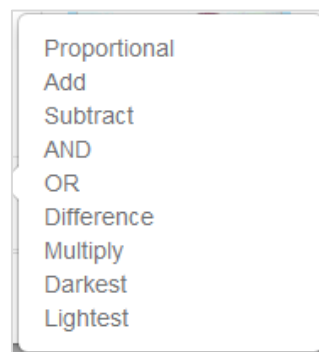 Proportional
Add
Subtract
AND
OR
Difference
Multiply
Darkest
Lightest